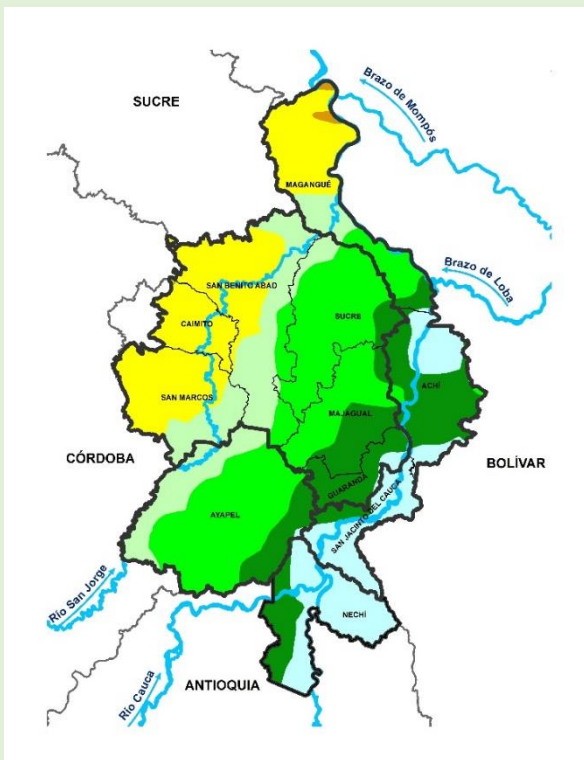 SUCRE
Brazo de Mompós
MAGANGUÉ
Brazo de Loba
SAN BENITO ABAD
SUCRE
CAIMITO
ACHÍ
SAN MARCOS
MAJAGUAL
CÓRDOBA
BOLÍVAR
GUARANDA
SAN JACINTO DEL CAUCA
AYAPEL
Río San Jorge
NECHÍ
ANTIOQUIA
Río Cauca